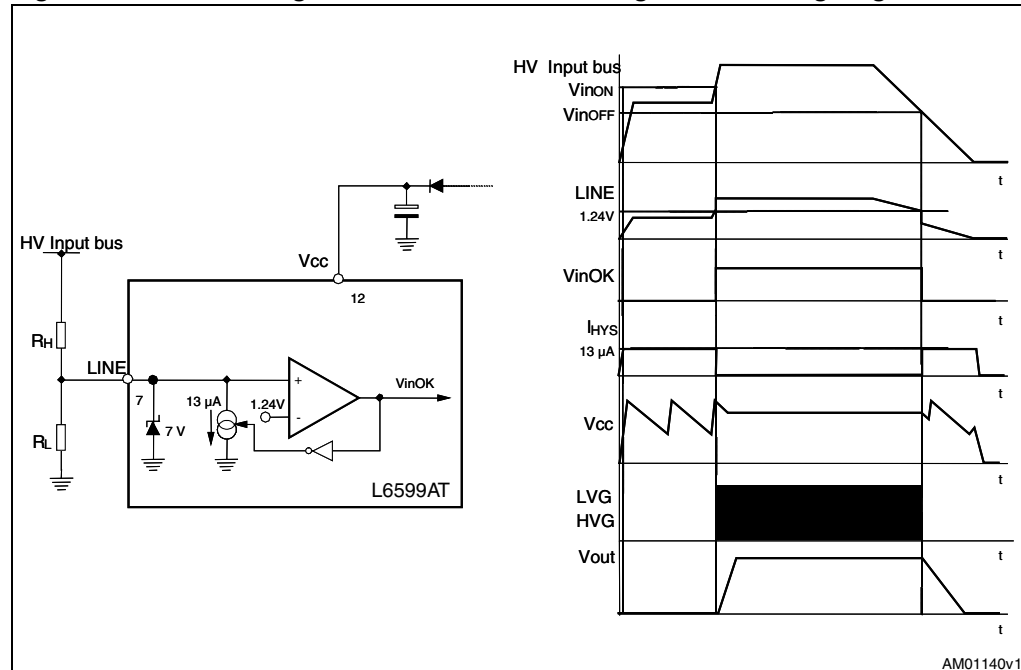 HV Input bus
VinON
VinOFF
t
LINE
1.24V
t
VinOK
t
IHYS
13 µA
t
Vcc
t
LVG
HVG
t
Vout
t
HV Input bus
RH
RL
LINE
7
7 V
13 µA
1.24V
+
-
VinOK
Vcc
12
L6599AT
AM01140v1